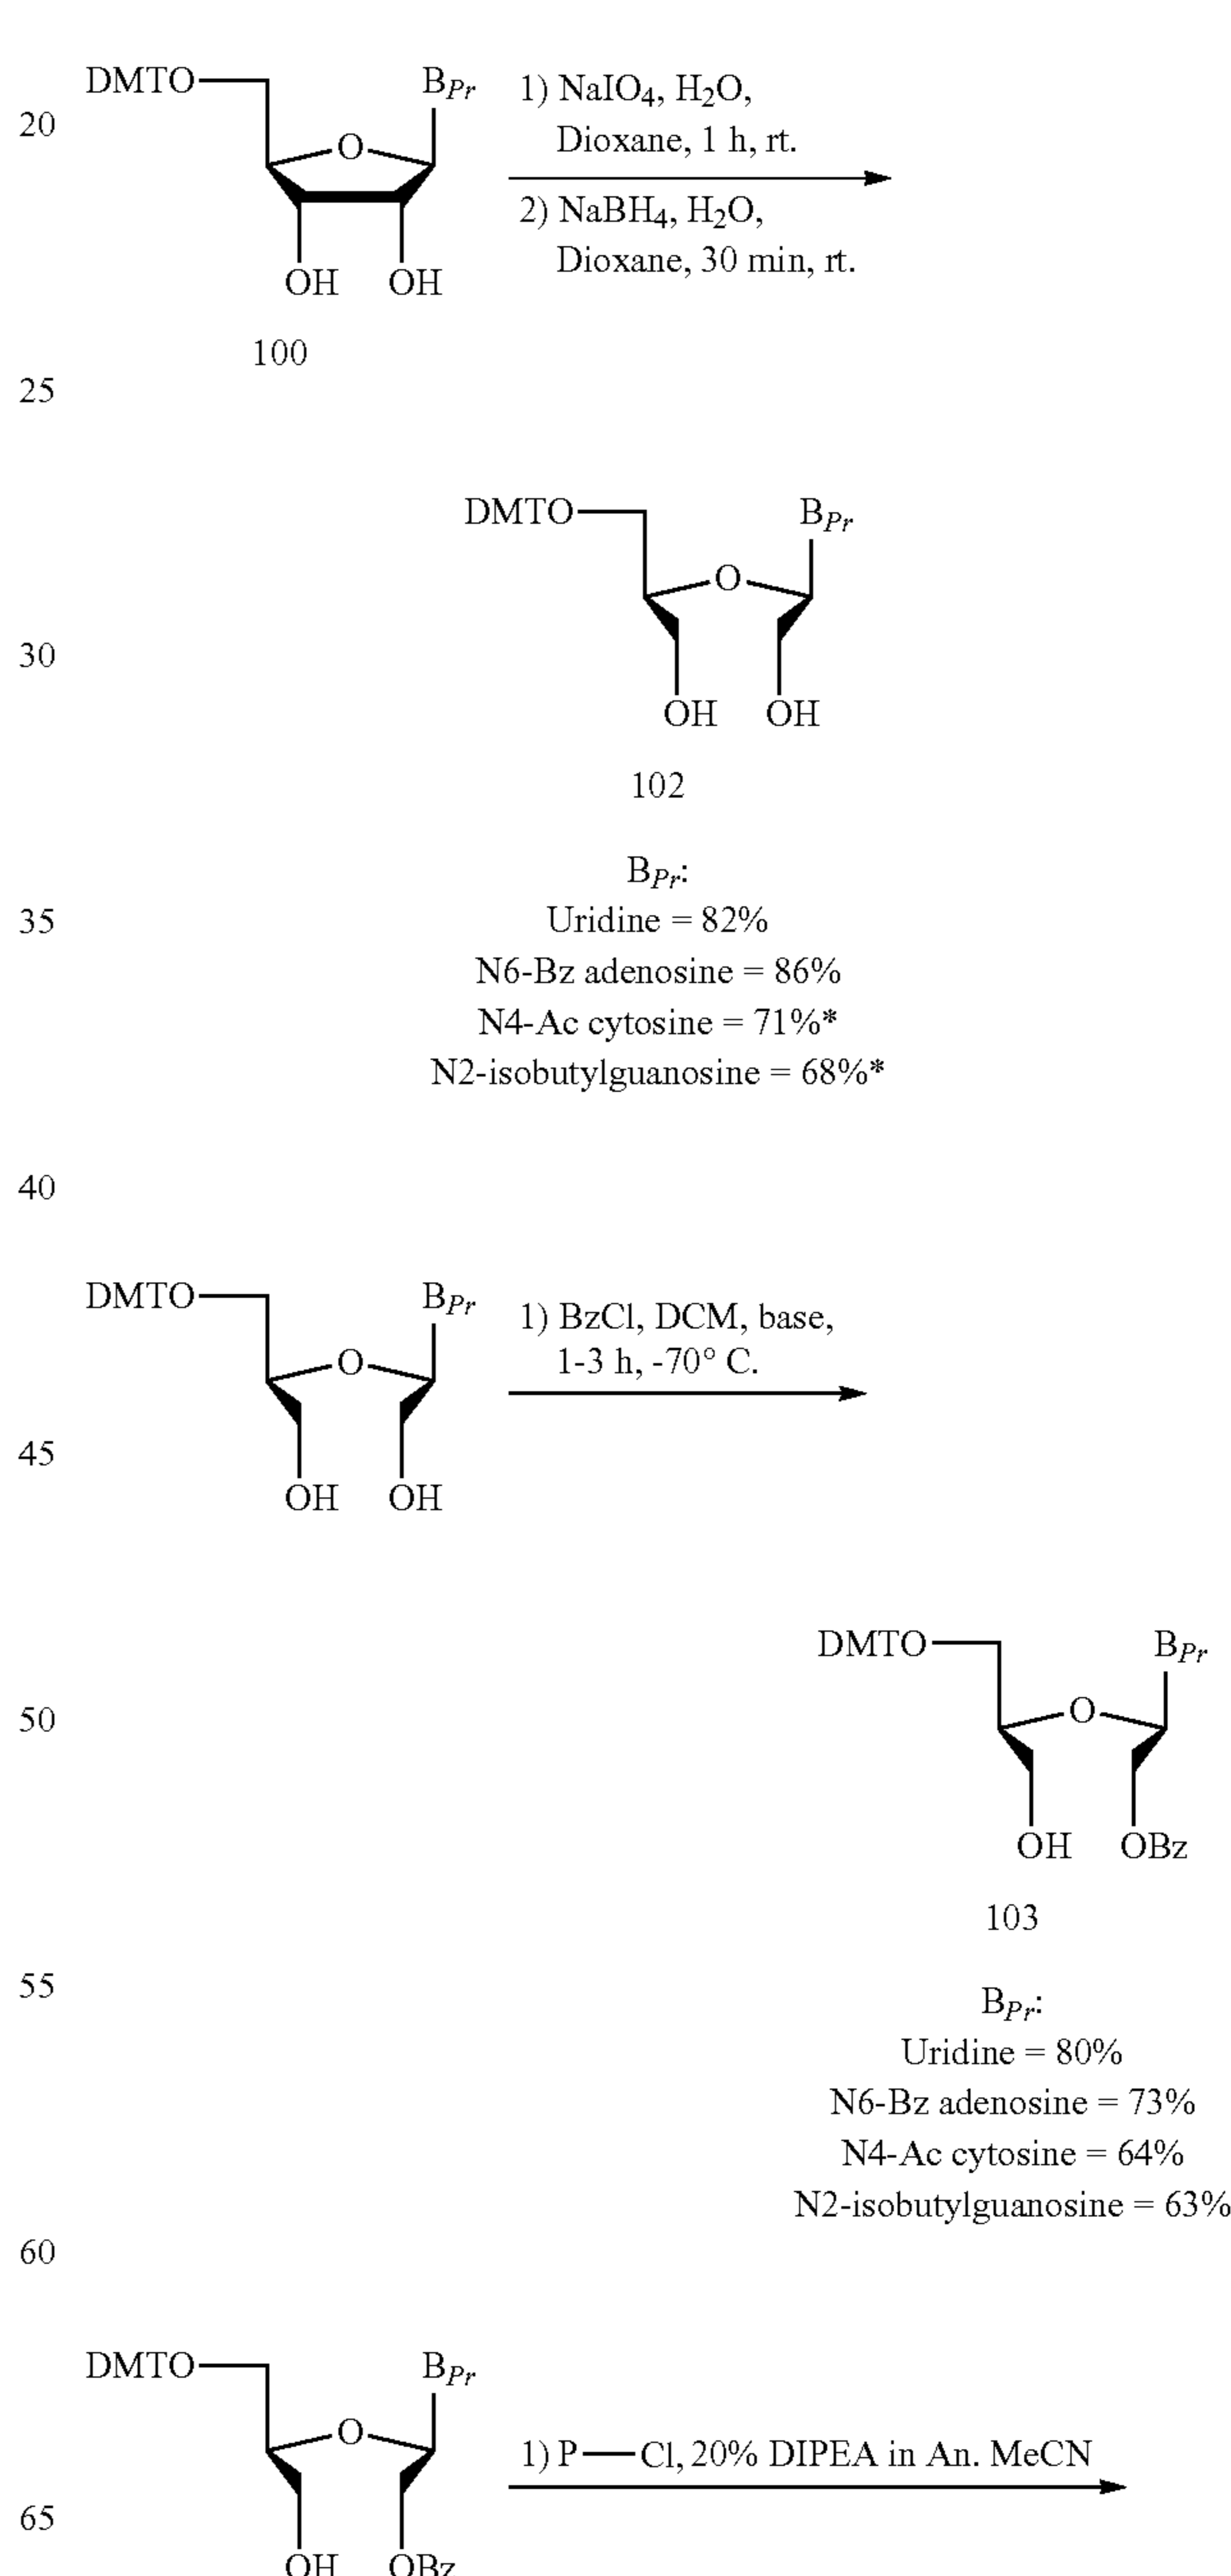 DMTO B_Pr 1) NaIO4, H2O,
20 O Dioxane, 1 h, rt.
2) NaBH4, H2O,
Dioxane, 30 min, rt.
OH OH
100
25
DMTO B_Pr
O
30
OH OH
102
B_Pr:
35 Uridine = 82%
N6-Bz adenosine = 86%
N4-Ac cytosine = 71%*
N2-isobutylguanosine = 68%*
40
DMTO B_Pr 1) BzCl, DCM, base,
O 1-3 h, -70° C.
45
OH OH
DMTO B_Pr
50 O
OH OBz
103
55 B_Pr:
Uridine = 80%
N6-Bz adenosine = 73%
N4-Ac cytosine = 64%
N2-isobutylguanosine = 63%
60
DMTO B_Pr
O 1) P—Cl, 20% DIPEA in An. MeCN
65
OH OBz